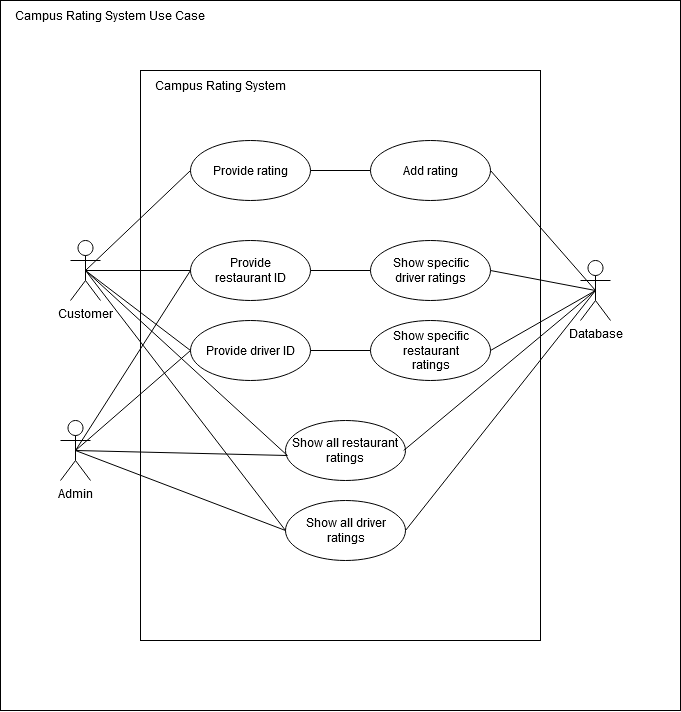 Campus Rating System Use Case
Campus Rating System
Provide rating
Add rating
Provide
restaurant ID
Show specific
driver ratings
Customer
Database
Provide driver ID
Show specific
restaurant
ratings
Show all restaurant
ratings
Admin
Show all driver
ratings